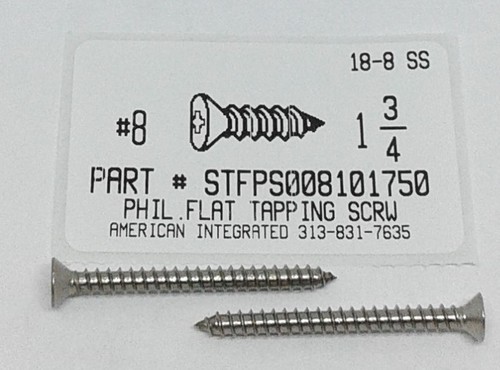 18-8 SS
#8 1 3/4
PART # STFPS008101750
PHIL.FLAT TAPPING SCRW
AMERICAN INTEGRATED 313-831-7635